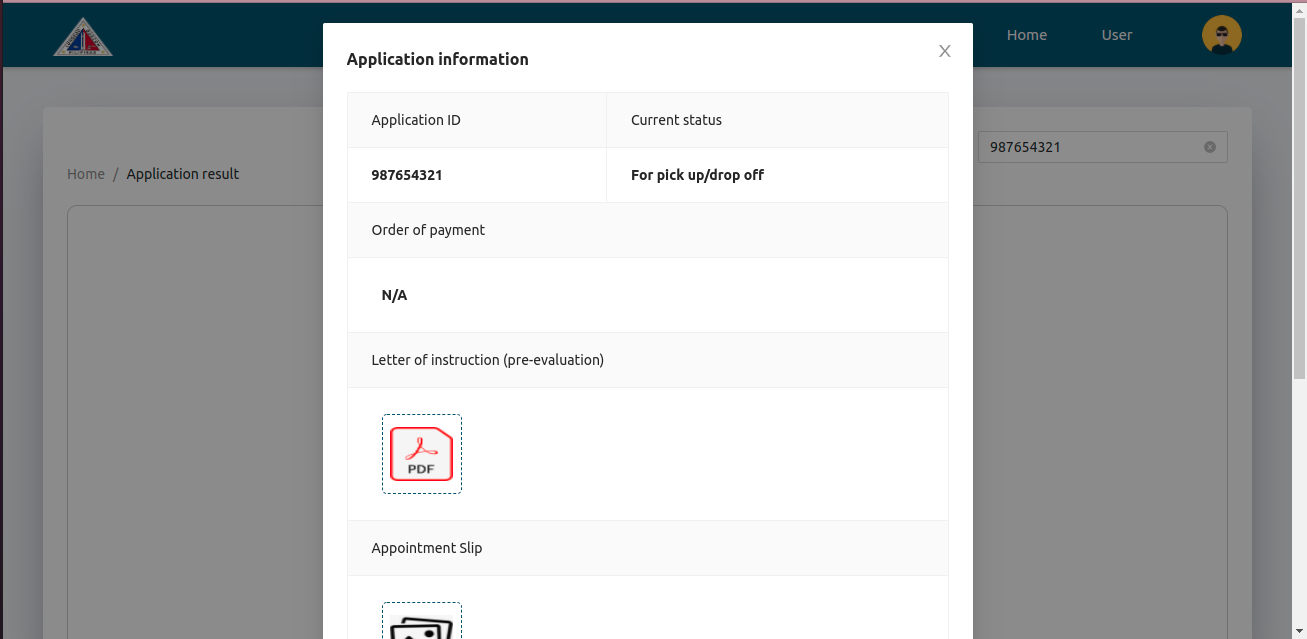 Home
User
Application information
Application ID
Current status
987654321
987654321
For pick up/drop off
Home / Application result
Order of payment
N/A
Letter of instruction (pre-evaluation)
PDF
Appointment Slip